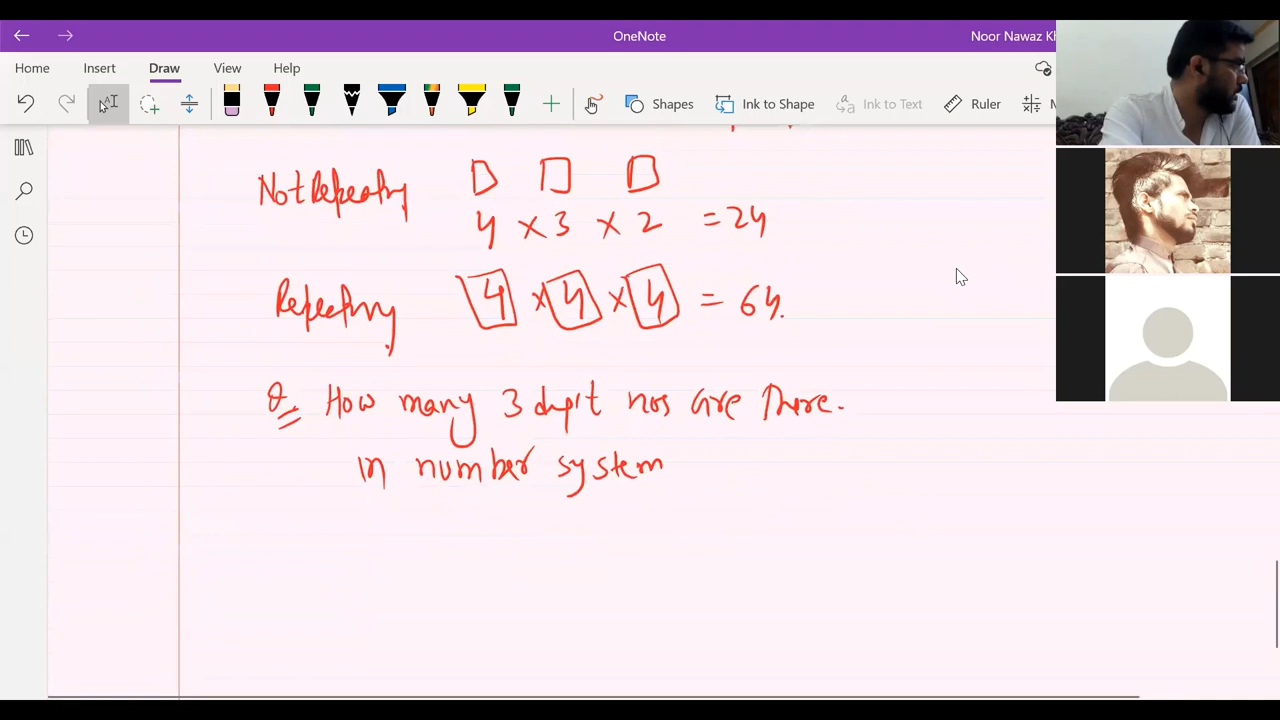 OneNote
Noor Nawaz Kh
Home Insert Draw View Help
Shapes Ink to Shape Ink to Text Ruler M
Not Repeating
4 × 3 × 2 = 24
Repeating 4 × 4 × 4 = 64.
Q How many 3 digit nos are there.
in number system